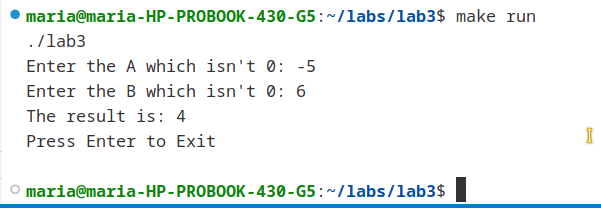 maria@maria-HP-PROBOOK-430-G5:~/labs/lab3$ make run
./lab3
Enter the A which isn't 0: -5
Enter the B which isn't 0: 6
The result is: 4
Press Enter to Exit
maria@maria-HP-PROBOOK-430-G5:~/labs/lab3$